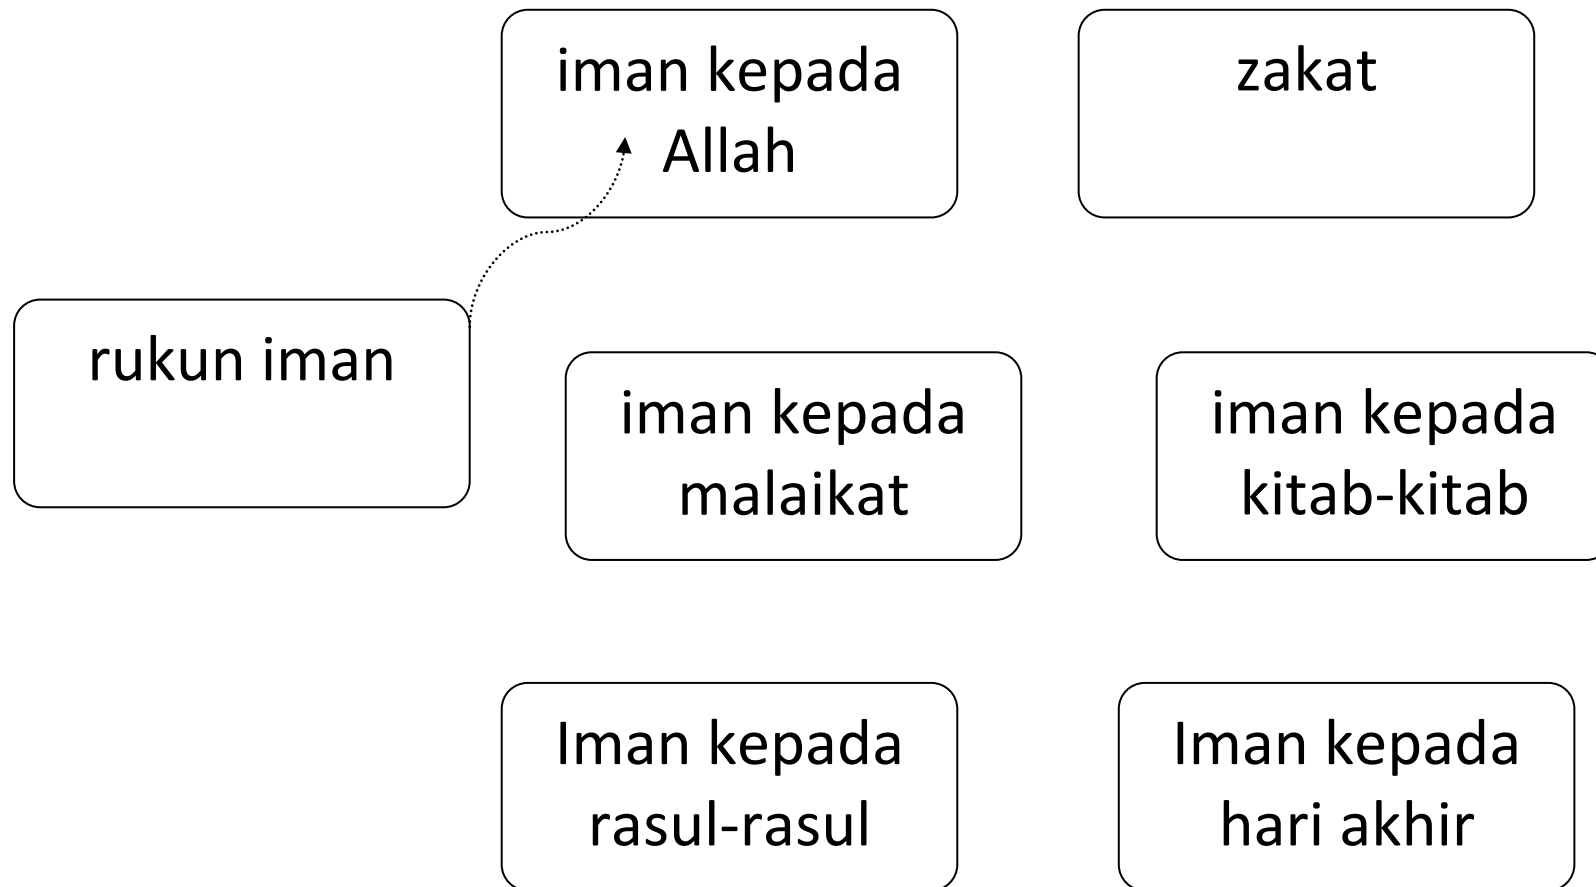 iman kepada
Allah
zakat
rukun iman
iman kepada
malaikat
iman kepada
kitab-kitab
Iman kepada
rasul-rasul
Iman kepada
hari akhir